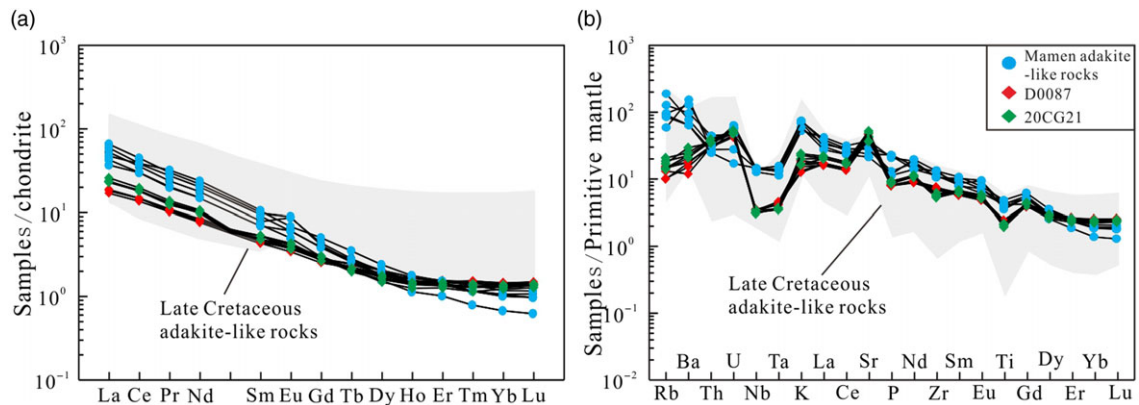 (a)
Samples/chondrite
10³
10²
10¹
10⁰
10⁻¹
Late Cretaceous
adakite-like rocks
La Ce Pr Nd Sm Eu Gd Tb Dy Ho Er Tm Yb Lu
(b)
Samples/Primitive mantle
10³
10²
10¹
10⁰
10⁻¹
10⁻²
Mamen adakite
-like rocks
D0087
20CG21
Late Cretaceous
adakite-like rocks
Ba U Ta La Sr Nd Sm Ti Dy Yb
Rb Th Nb K Ce P Zr Eu Gd Er Lu